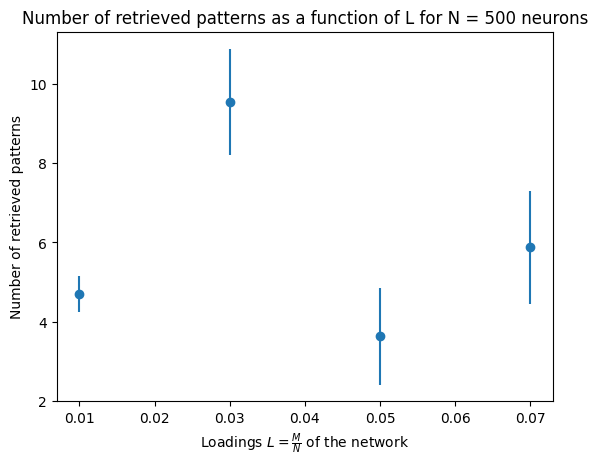 Number of retrieved patterns as a function of L for N = 500 neurons
Number of retrieved patterns
10
8
6
4
2
0.01 0.02 0.03 0.04 0.05 0.06 0.07
Loadings L = M/N of the network